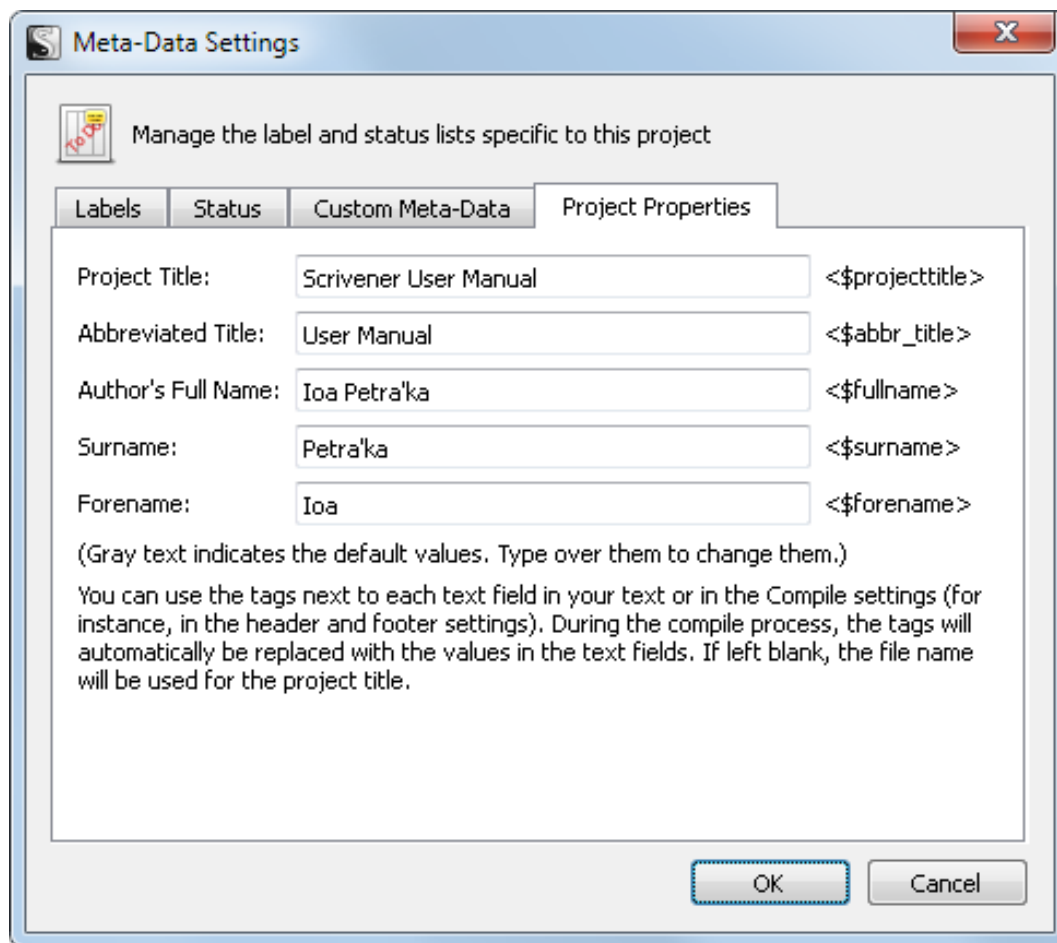 Meta-Data Settings
Manage the label and status lists specific to this project
Labels Status Custom Meta-Data Project Properties
Project Title: Scrivener User Manual <$projecttitle>
Abbreviated Title: User Manual <$abbr_title>
Author's Full Name: Ioa Petra'ka <$fullname>
Surname: Petra'ka <$surname>
Forename: Ioa <$forename>
(Gray text indicates the default values. Type over them to change them.)
You can use the tags next to each text field in your text or in the Compile settings (for
instance, in the header and footer settings). During the compile process, the tags will
automatically be replaced with the values in the text fields. If left blank, the file name
will be used for the project title.
OK Cancel